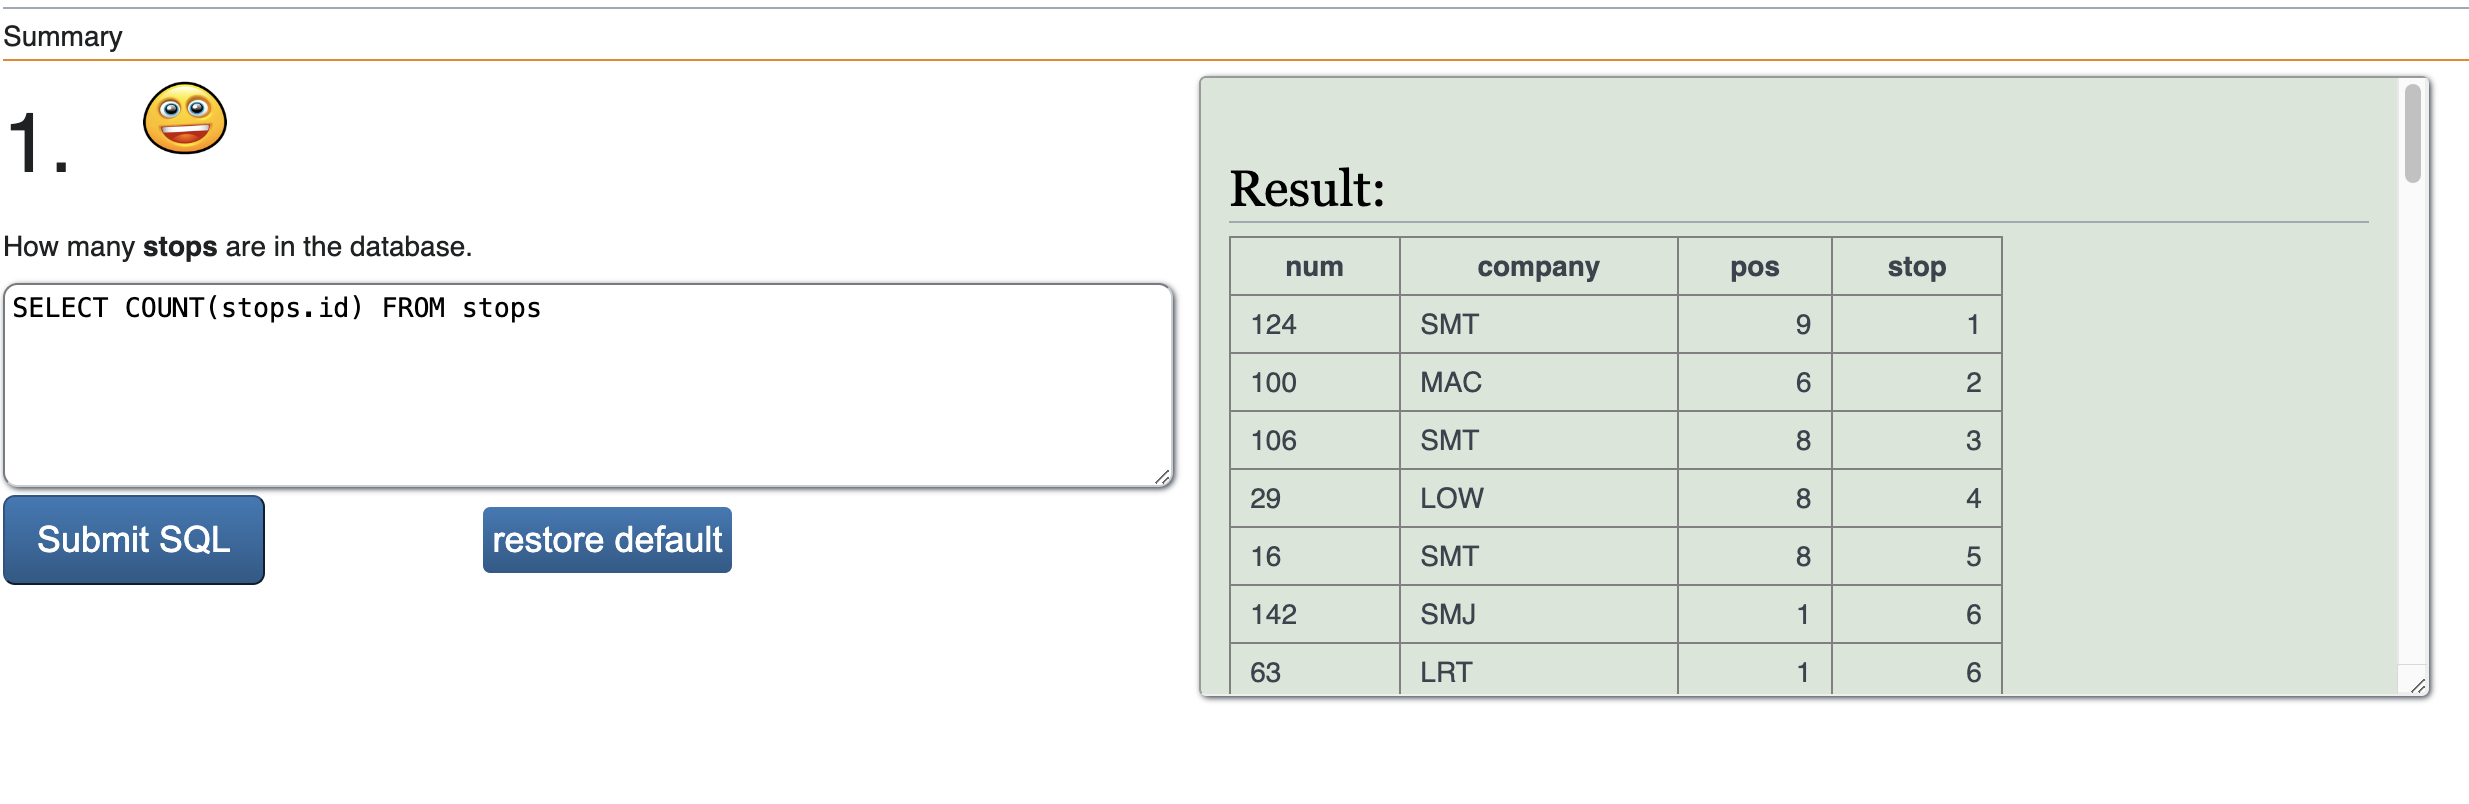 Summary
1.
How many stops are in the database.
SELECT COUNT(stops.id) FROM stops
Submit SQL
restore default
Result:
num company pos stop
124 SMT 9 1
100 MAC 6 2
106 SMT 8 3
29 LOW 8 4
16 SMT 8 5
142 SMJ 1 6
63 LRT 1 6